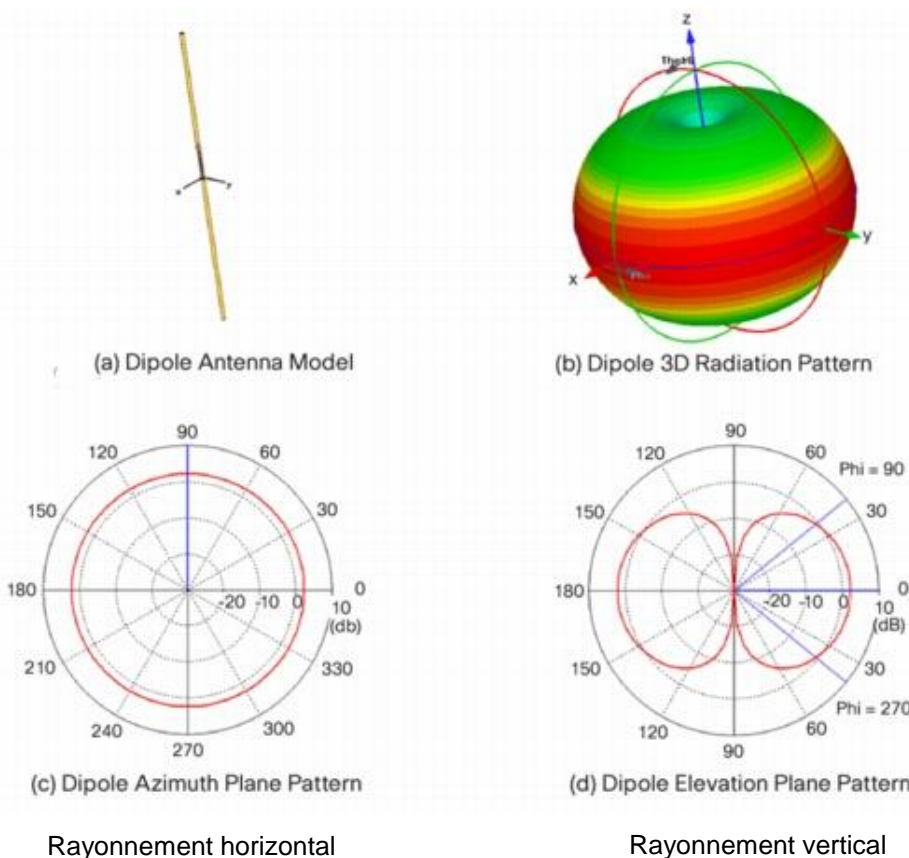 z
Theta
y
x
x
y
Phi
(a) Dipole Antenna Model
(b) Dipole 3D Radiation Pattern
90
120
60
150
30
180
0
-20
-10
0
10
(db)
210
330
240
300
270
(c) Dipole Azimuth Plane Pattern
90
120
60
Phi = 90
150
30
180
0
-20
-10
0
10
(dB)
150
30
120
60
Phi = 270
90
(d) Dipole Elevation Plane Pattern
Rayonnement horizontal
Rayonnement vertical